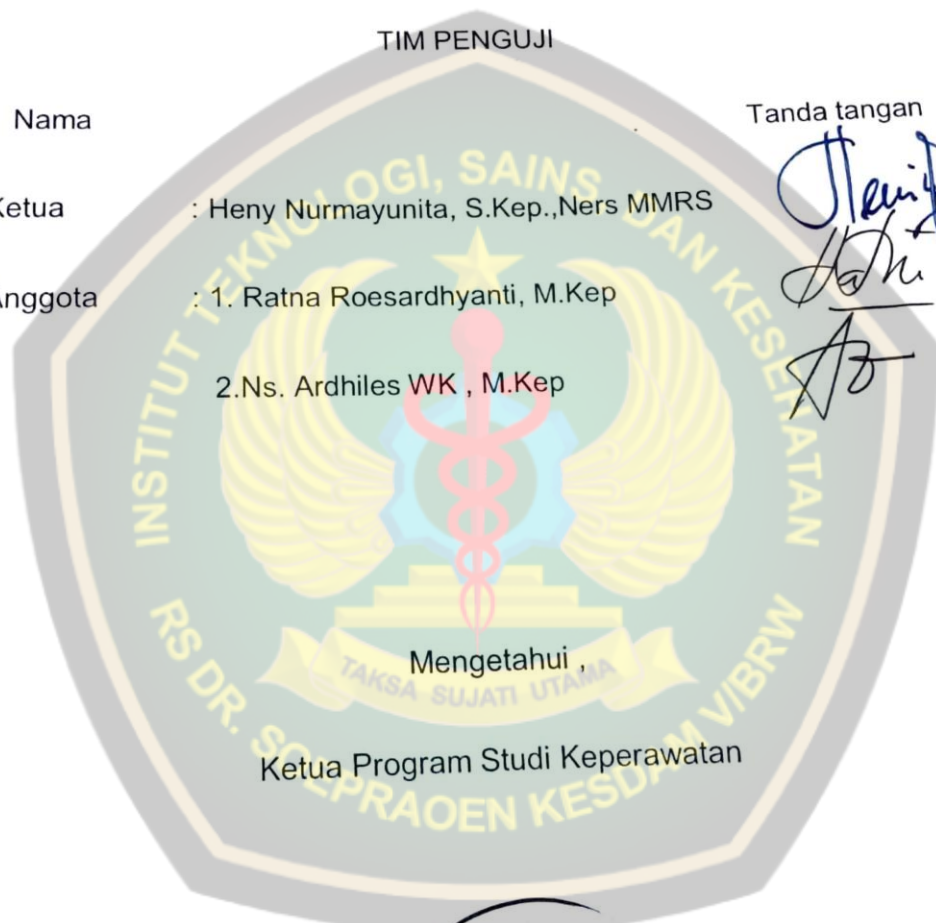 TIM PENGUJI
Nama Tanda tangan
Ketua : Heny Nurmayunita, S.Kep.,Ners MMRS
Anggota : 1. Ratna Roesardhyanti, M.Kep
2.Ns. Ardhiles WK , M.Kep
Mengetahui ,
Ketua Program Studi Keperawatan
INSTITUT TEKNOLOGI, SAINS, DAN KESEHATAN
RS DR. SOEPRAOEN KESDAM V/BRW
TAKSA SUJATI UTAMA